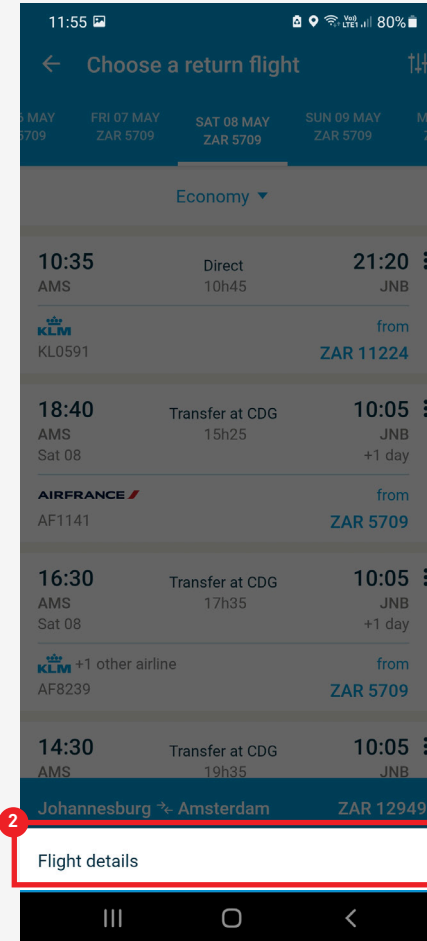 11:55 80%
Choose a return flight
MAY FRI 07 MAY SAT 08 MAY SUN 09 MAY M
5709 ZAR 5709 ZAR 5709 ZAR 5709
Economy
10:35 Direct 21:20
AMS 10h45 JNB
KLM from
KL0591 ZAR 11224
18:40 Transfer at CDG 10:05
AMS 15h25 JNB
Sat 08 +1 day
AIRFRANCE from
AF1141 ZAR 5709
16:30 Transfer at CDG 10:05
AMS 17h35 JNB
Sat 08 +1 day
KLM +1 other airline from
AF8239 ZAR 5709
14:30 Transfer at CDG 10:05
AMS 19h35 JNB
Johannesburg Amsterdam ZAR 12949
2
Flight details